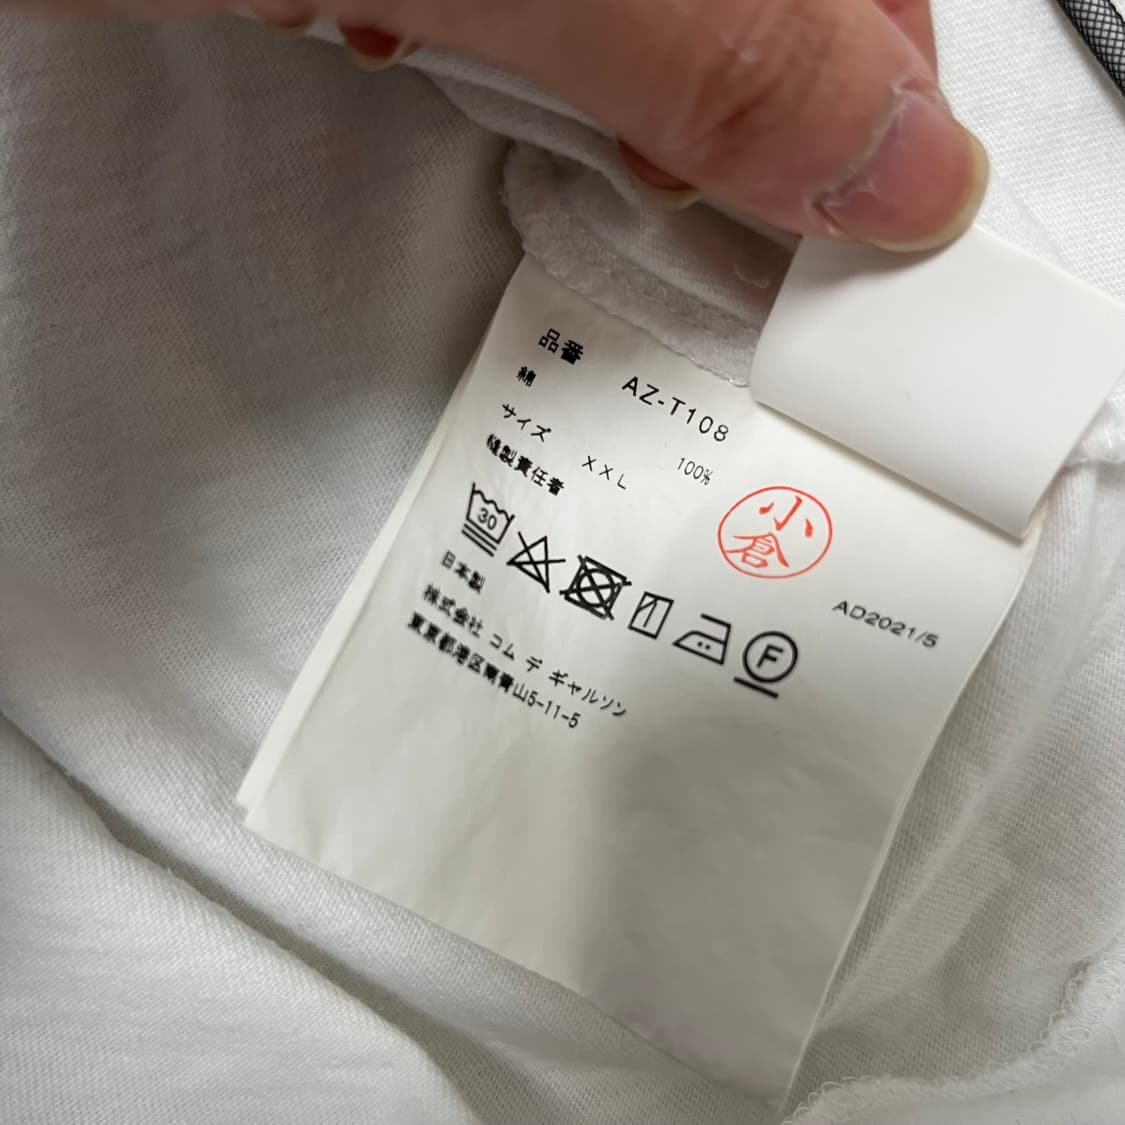 品番 AZ-T108
綿 100%
サイズ XXL
縫製責任者 小倉
30
F
日本製 AD2021/5
株式会社 コム デ ギャルソン
東京都港区南青山5-11-5